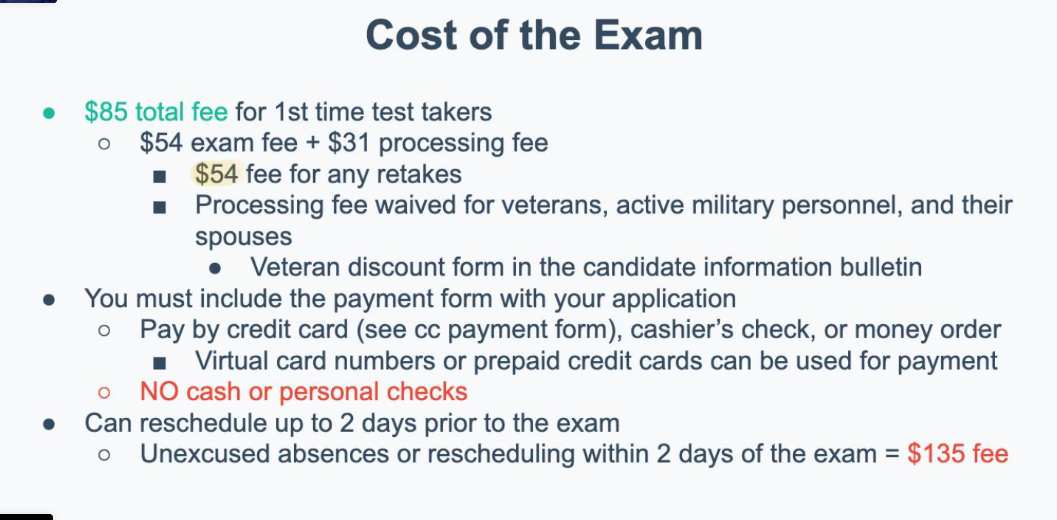 Cost of the Exam
● $85 total fee for 1st time test takers
○ $54 exam fee + $31 processing fee
■ $54 fee for any retakes
■ Processing fee waived for veterans, active military personnel, and their
spouses
● Veteran discount form in the candidate information bulletin
● You must include the payment form with your application
○ Pay by credit card (see cc payment form), cashier’s check, or money order
■ Virtual card numbers or prepaid credit cards can be used for payment
○ NO cash or personal checks
● Can reschedule up to 2 days prior to the exam
○ Unexcused absences or rescheduling within 2 days of the exam = $135 fee